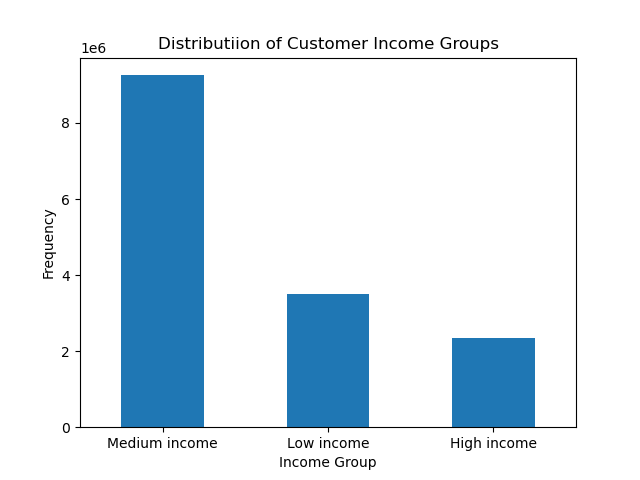 Distributiion of Customer Income Groups
1e6
8
6
4
2
0
Frequency
Medium income
Low income
High income
Income Group